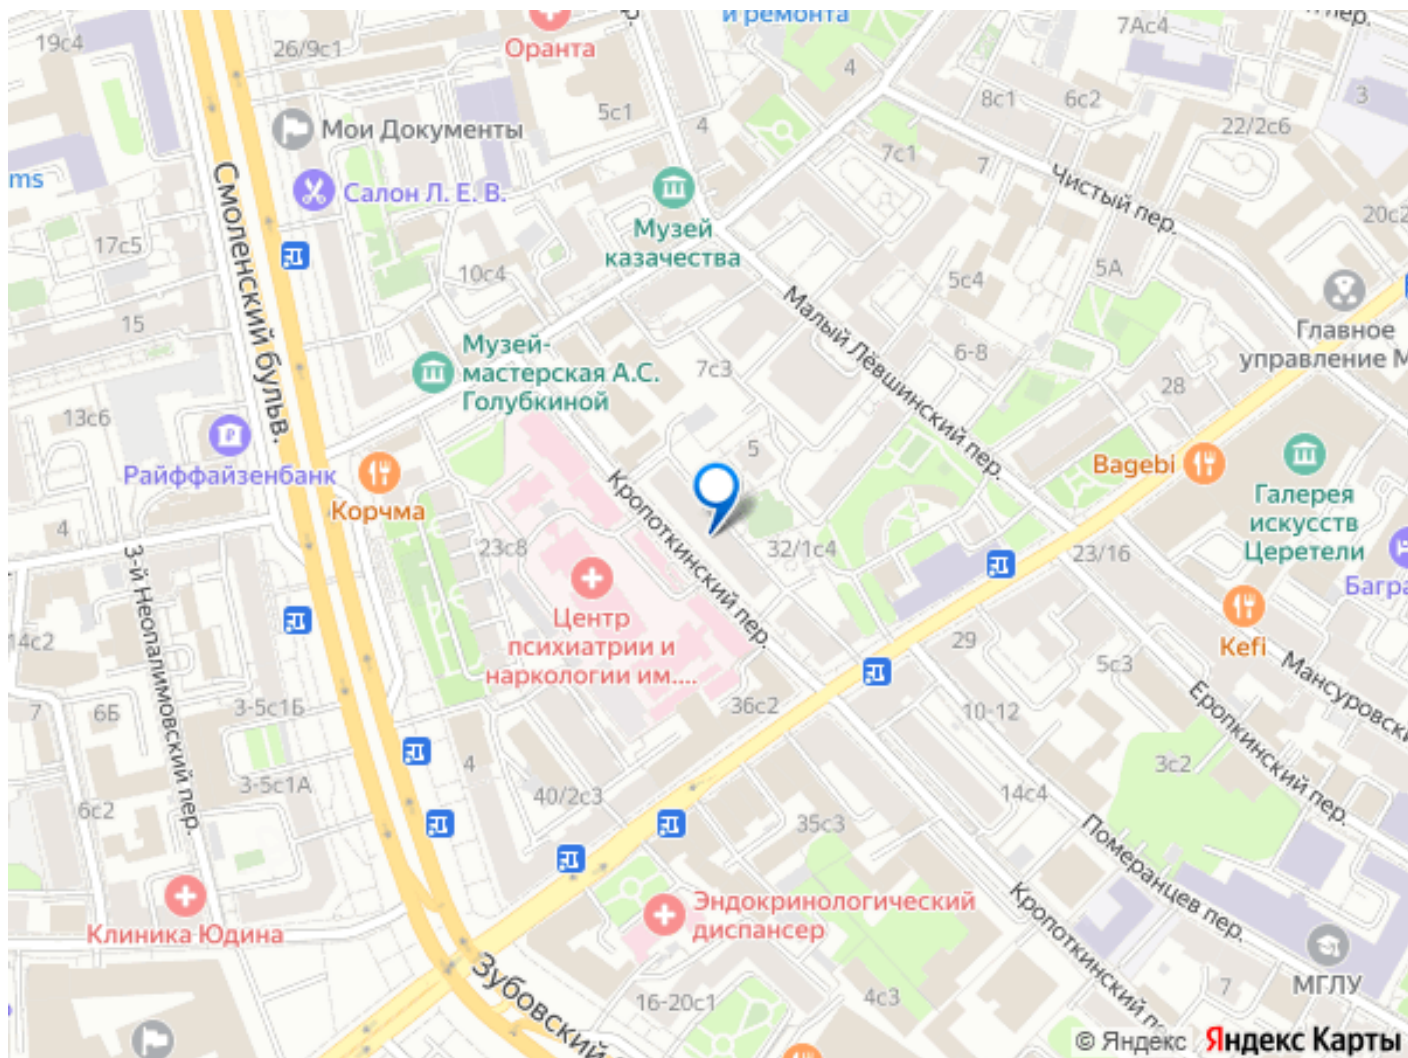 19с4
26/9с1
Оранта
и ремонта
7Ас4
пер.
4
8с1
6с2
3
5с1
4
22/2с6
Мои Документы
7с1
7
ms
Салон Л. Е. В.
Чистый пер.
20с2
Смоленский бульв.
17с5
Музей
казачества
10с4
5с4
5А
Малый Лёвшинский пер.
15
Главное
управление М
Музей-
мастерская А.С.
Голубкиной
7с3
6-8
28
13с6
Райффайзенбанк
5
Bagebi
Корчма
Галерея
искусств
Церетели
4
Кропоткинский пер.
23с8
32/1с4
23/16
3-й Неопалимовский пер.
Багра
Центр
психиатрии и
наркологии им....
14с2
29
Kefi
5с3
Мансуровски
7
6Б
3-5с1Б
36с2
10-12
Еропкинский пер.
3с2
4
3-5с1А
6с2
40/2с3
14с4
35с3
Померанцев пер.
Эндокринологический
диспансер
Кропоткинский п
Клиника Юдина
МГЛУ
Зубовский
16-20с1
4с3
7
© Яндекс Яндекс Карты